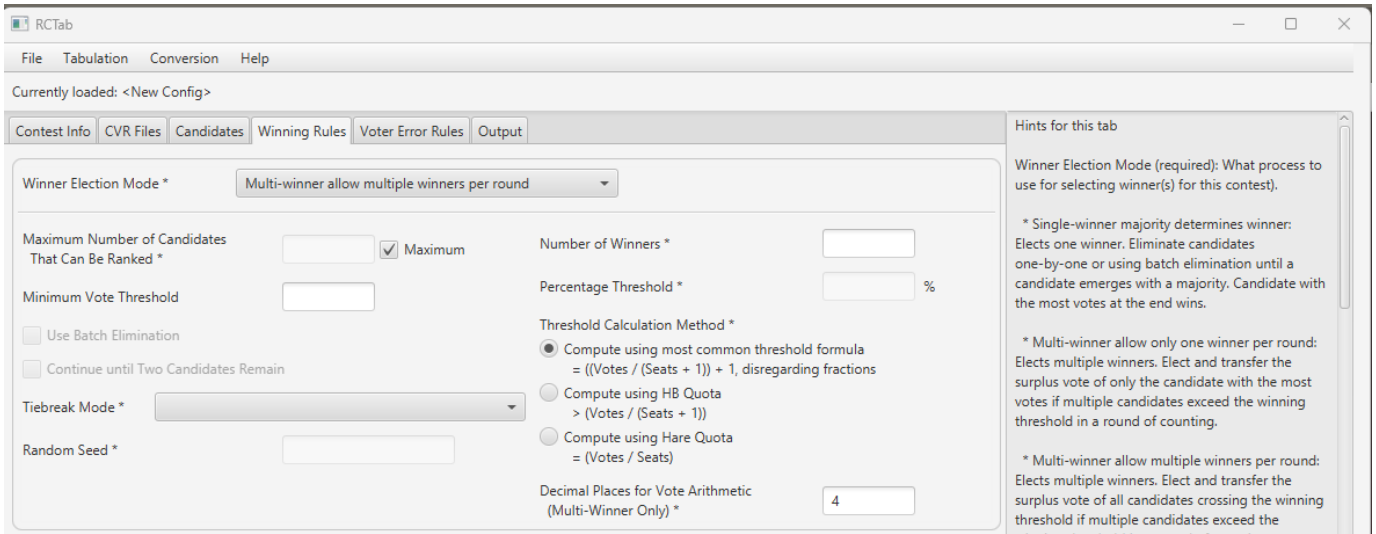 RCTab
File Tabulation Conversion Help
Currently loaded: <New Config>
Contest Info CVR Files Candidates Winning Rules Voter Error Rules Output
Winner Election Mode * Multi-winner allow multiple winners per round
Maximum Number of Candidates
That Can Be Ranked *
Maximum
Minimum Vote Threshold
Use Batch Elimination
Continue until Two Candidates Remain
Tiebreak Mode *
Random Seed *
Number of Winners *
Percentage Threshold * %
Threshold Calculation Method *
Compute using most common threshold formula
= ((Votes / (Seats + 1)) + 1, disregarding fractions
Compute using HB Quota
> (Votes / (Seats + 1))
Compute using Hare Quota
= (Votes / Seats)
Decimal Places for Vote Arithmetic
(Multi-Winner Only) *
4
Hints for this tab
Winner Election Mode (required): What process to
use for selecting winner(s) for this contest).
* Single-winner majority determines winner:
Elects one winner. Eliminate candidates
one-by-one or using batch elimination until a
candidate emerges with a majority. Candidate with
the most votes at the end wins.
* Multi-winner allow only one winner per round:
Elects multiple winners. Elect and transfer the
surplus vote of only the candidate with the most
votes if multiple candidates exceed the winning
threshold in a round of counting.
* Multi-winner allow multiple winners per round:
Elects multiple winners. Elect and transfer the
surplus vote of all candidates crossing the winning
threshold if multiple candidates exceed the